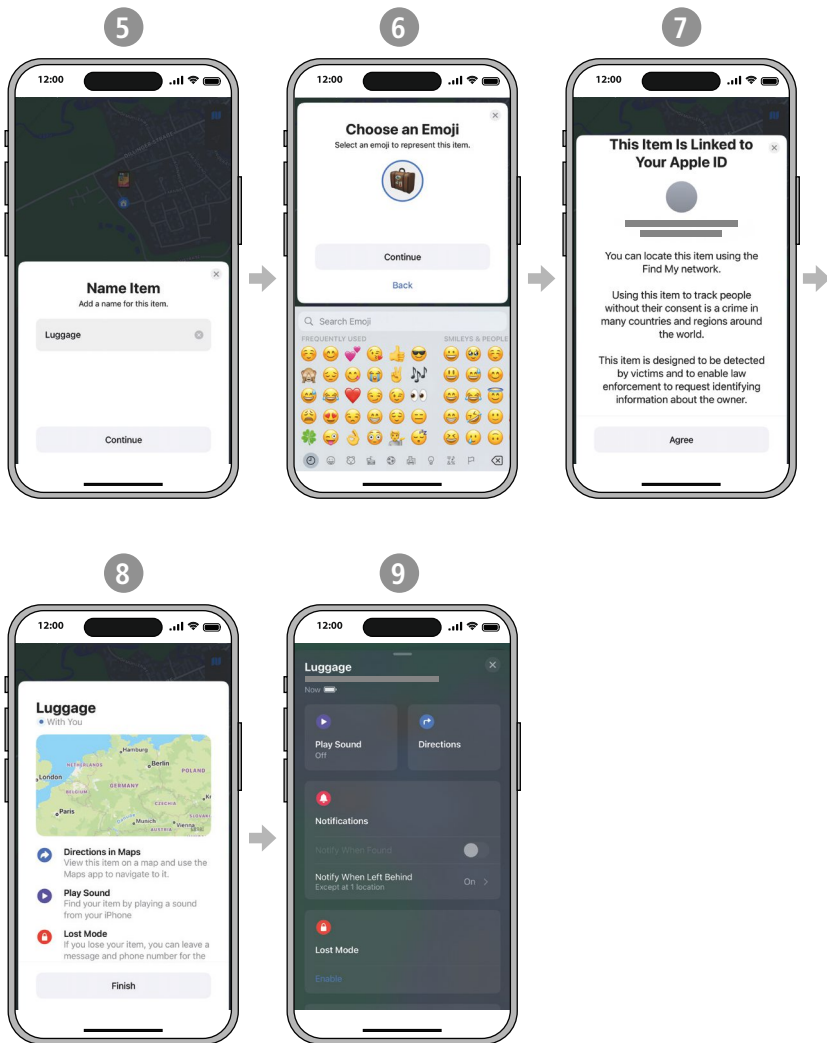 5
6
7
12:00
Name Item
Add a name for this item.
Luggage
Continue
12:00
Choose an Emoji
Select an emoji to represent this item.
Continue
Back
Search Emoji
FREQUENTLY USED
SMILEYS & PEOPLE
12:00
This Item Is Linked to
Your Apple ID
You can locate this item using the
Find My network.
Using this item to track people
without their consent is a crime in
many countries and regions around
the world.
This item is designed to be detected
by victims and to enable law
enforcement to request identifying
information about the owner.
Agree
8
9
12:00
Luggage
With You
Hamburg
NETHERLANDS
Berlin
POLAND
London
BELGIUM
GERMANY
CZECHIA
Kr
Paris
Danube
SLOVAK
Munich
Vienna
AUSTRIA
Directions in Maps
View this item on a map and use the
Maps app to navigate to it.
Play Sound
Find your item by playing a sound
from your iPhone
Lost Mode
If you lose your item, you can leave a
message and phone number for the
Finish
12:00
Luggage
Now
Play Sound
Off
Directions
Notifications
Notify When Found
Notify When Left Behind
Except at 1 location
On
Lost Mode
Enable